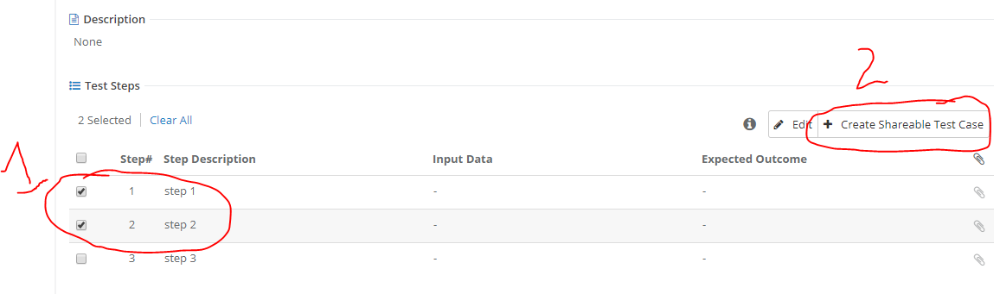 Description
None
2
Test Steps
2 Selected Clear All Edit Create Shareable Test Case
1.
Step# Step Description Input Data Expected Outcome
1 step 1 - -
2 step 2 - -
3 step 3 - -